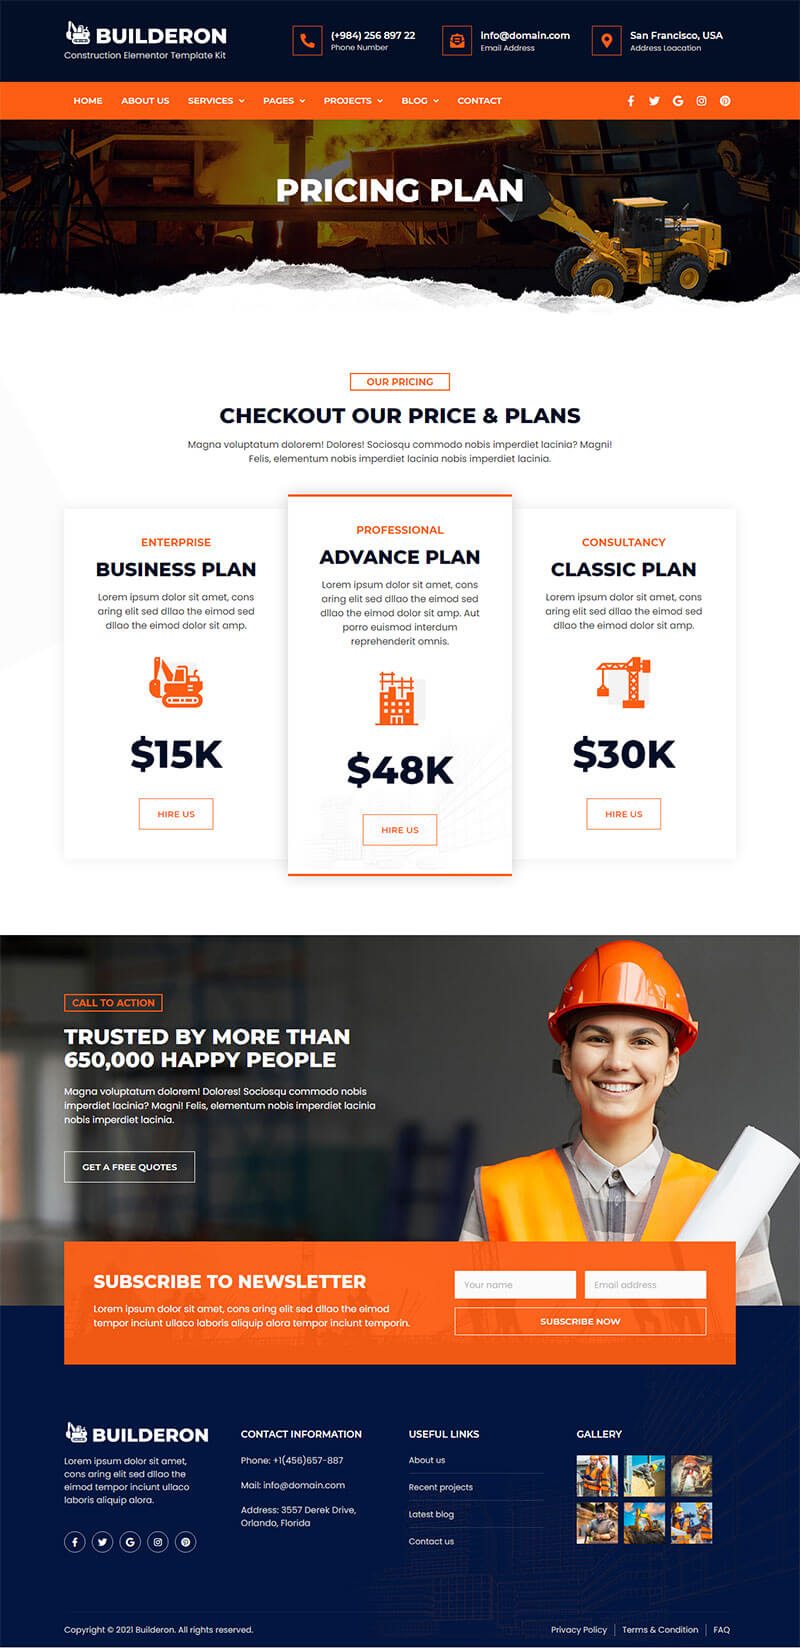 BUILDERON
Construction Elementor Template Kit
(+984) 256 897 22
Phone Number
Info@domain.com
Email Address
San Francisco, USA
Address Loacation
HOME ABOUT US SERVICES PAGES PROJECTS BLOG CONTACT
PRICING PLAN
OUR PRICING
CHECKOUT OUR PRICE & PLANS
Magna voluptatum dolorem! Dolores! Sociosqu commodo nobis imperdiet lacinia? Magni!
Felis, elementum nobis imperdiet lacinia nobis imperdiet lacinia.
ENTERPRISE
BUSINESS PLAN
Lorem ipsum dolor sit amet, cons
aring elit sed dllao the eimod sed
dllao the eimod dolor sit amp.
$15K
HIRE US
PROFESSIONAL
ADVANCE PLAN
Lorem ipsum dolor sit amet, cons
aring elit sed dllao the eimod sed
dllao the eimod dolor sit amp. Aut
porro euismod interdum
reprehenderit omnis.
$48K
HIRE US
CONSULTANCY
CLASSIC PLAN
Lorem ipsum dolor sit amet, cons
aring elit sed dllao the eimod sed
dllao the eimod dolor sit amp.
$30K
HIRE US
CALL TO ACTION
TRUSTED BY MORE THAN
650,000 HAPPY PEOPLE
Magna voluptatum dolorem! Dolores! Sociosqu commodo nobis
imperdiet lacinia? Magni! Felis, elementum nobis imperdiet lacinia
nobis imperdiet lacinia.
GET A FREE QUOTES
SUBSCRIBE TO NEWSLETTER
Lorem ipsum dolor sit amet, cons aring elit sed dllao the eimod
tempor inciunt ullaco laboris aliquip alora tempor inciunt temporin.
Your name
Email address
SUBSCRIBE NOW
BUILDERON
Lorem ipsum dolor sit amet,
cons aring elit sed dllao the
eimod tempor inciunt ullaco
laboris aliquip alora.
CONTACT INFORMATION
Phone: +1(456)657-887
Mail: info@domain.com
Address: 3557 Derek Drive,
Orlando, Florida
USEFUL LINKS
About us
Recent projects
Latest blog
Contact us
GALLERY
Copyright © 2021 Builderon. All rights reserved.
Privacy Policy
Terms & Condition
FAQ